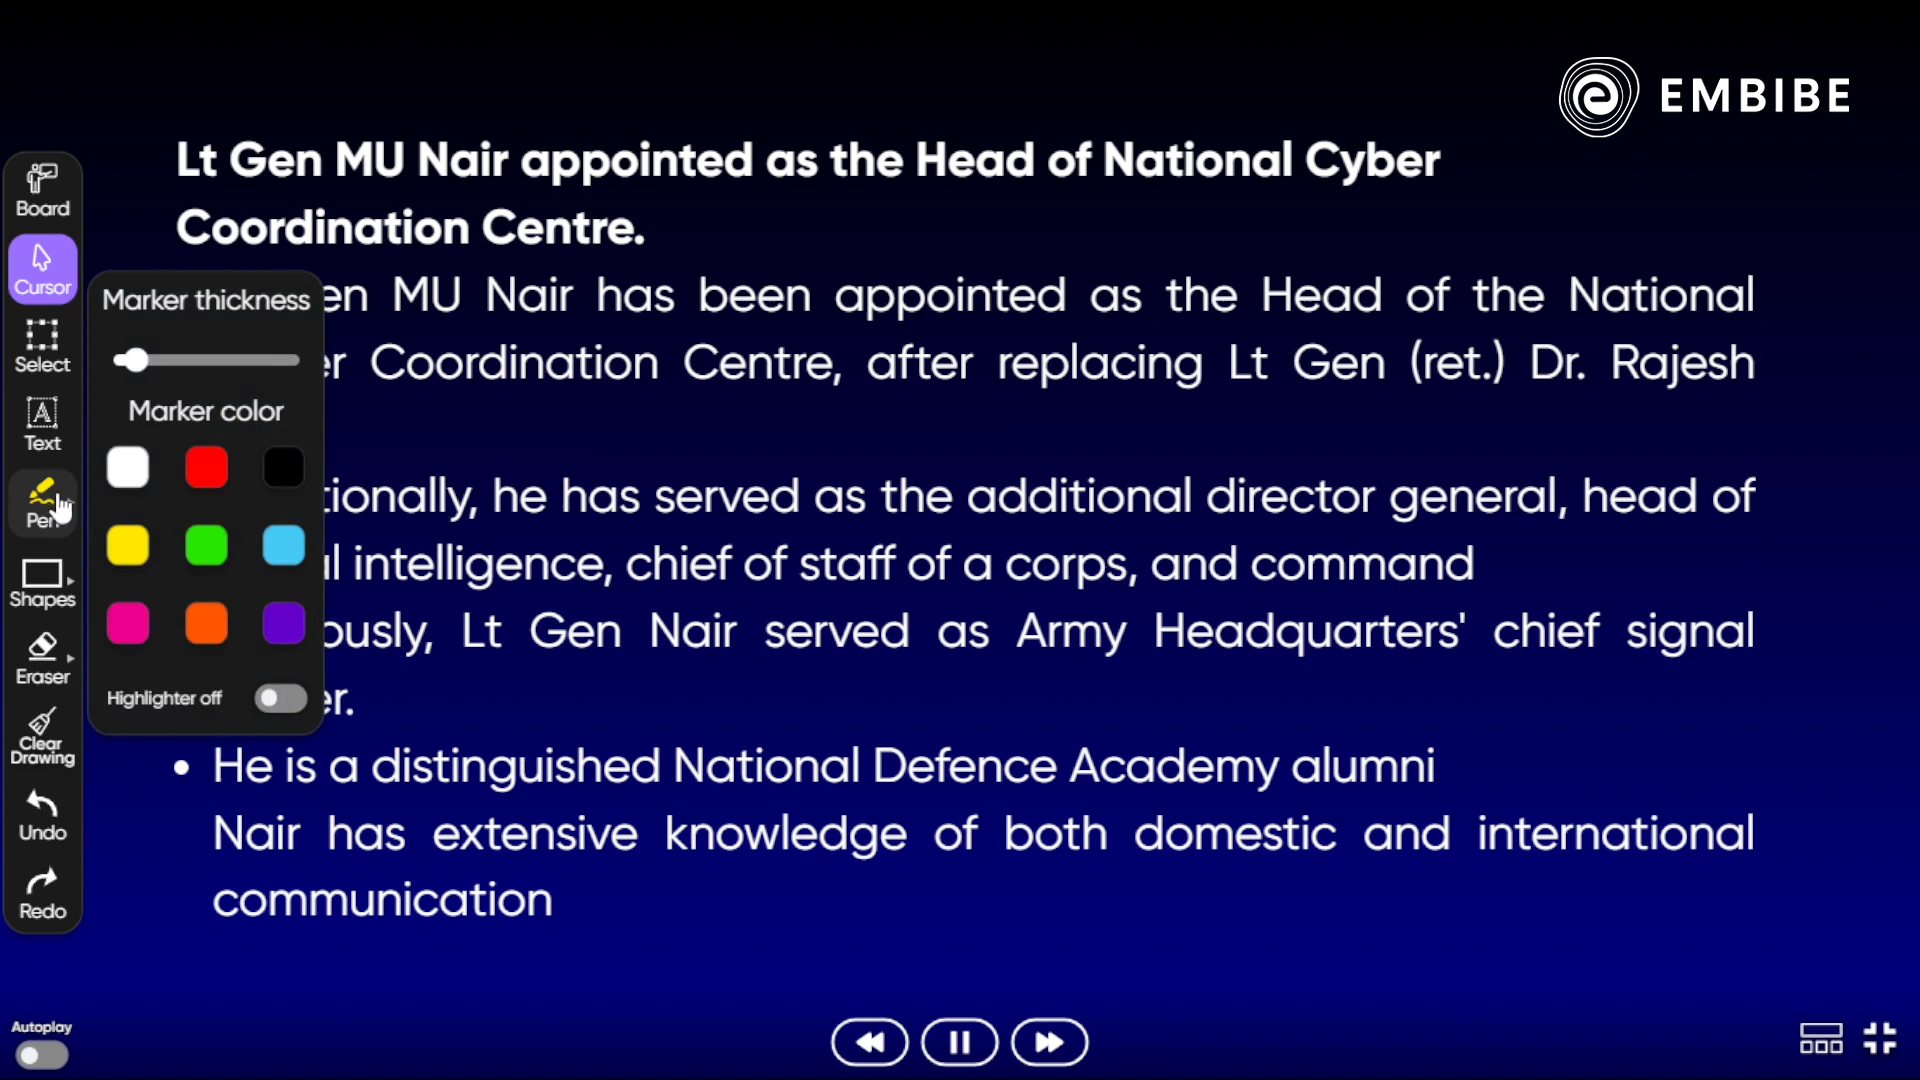 EMBIBE
Lt Gen MU Nair appointed as the Head of National Cyber
Coordination Centre.
MU Nair has been appointed as the Head of the National
Coordination Centre, after replacing Lt Gen (ret.) Dr. Rajesh
he has served as the additional director general, head of
intelligence, chief of staff of a corps, and command
Lt Gen Nair served as Army Headquarters' chief signal
• He is a distinguished National Defence Academy alumni
Nair has extensive knowledge of both domestic and international
communication
Board
Cursor
Select
Text
Pen
Shapes
Eraser
Clear
Drawing
Undo
Redo
Marker thickness
Marker color
Highlighter off
Autoplay